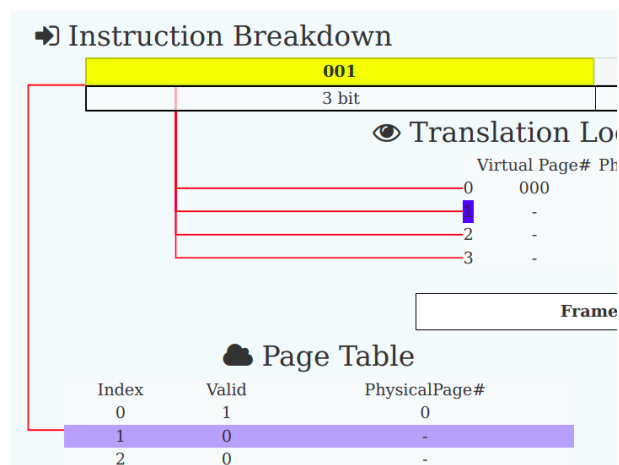 Instruction Breakdown
001
3 bit
Translation Lo
Virtual Page# Ph
0 000
1 -
2 -
3 -
Frame
Page Table
Index Valid PhysicalPage#
0 1 0
1 0 -
2 0 -